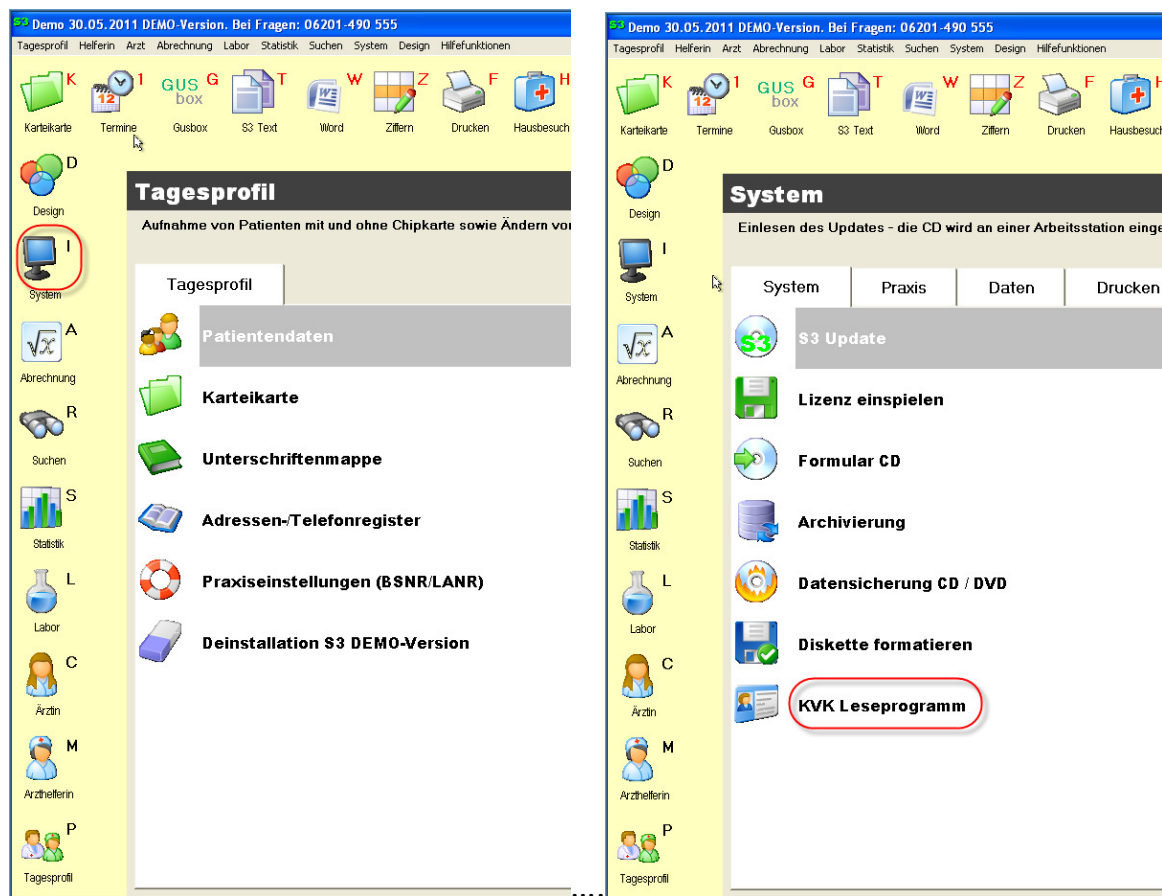 S3 Demo 30.05.2011 DEMO-Version. Bei Fragen: 06201-490 555
Tagesprofil Helferin Arzt Abrechnung Labor Statistik Suchen System Design Hilfefunktionen
K 1 GUS box G T W Z F H
12
Karteikarte Termine Gusbox S3 Text Word Ziffern Drucken Hausbesuch
D
Design
I
System
A
√x
Abrechnung
R
Suchen
S
Statistik
L
Labor
C
Ärztin
M
Arzthelferin
P
Tagesprofil
Tagesprofil
Aufnahme von Patienten mit und ohne Chipkarte sowie Ändern vo
Tagesprofil
Patientendaten
Karteikarte
Unterschriftenmappe
Adressen-/Telefonregister
Praxiseinstellungen (BSNR/LANR)
Deinstallation S3 DEMO-Version
....
S3 Demo 30.05.2011 DEMO-Version. Bei Fragen: 06201-490 555
Tagesprofil Helferin Arzt Abrechnung Labor Statistik Suchen System Design Hilfefunktionen
K 1 GUS box G T W Z F H
12
Karteikarte Termine Gusbox S3 Text Word Ziffern Drucken Hausbesuch
D
Design
I
System
A
√x
Abrechnung
R
Suchen
S
Statistik
L
Labor
C
Ärztin
M
Arzthelferin
P
Tagesprofil
System
Einlesen des Updates - die CD wird an einer Arbeitsstation einge
System Praxis Daten Drucken
S3
S3 Update
Lizenz einspielen
Formular CD
Archivierung
Datensicherung CD / DVD
Diskette formatieren
KVK Leseprogramm